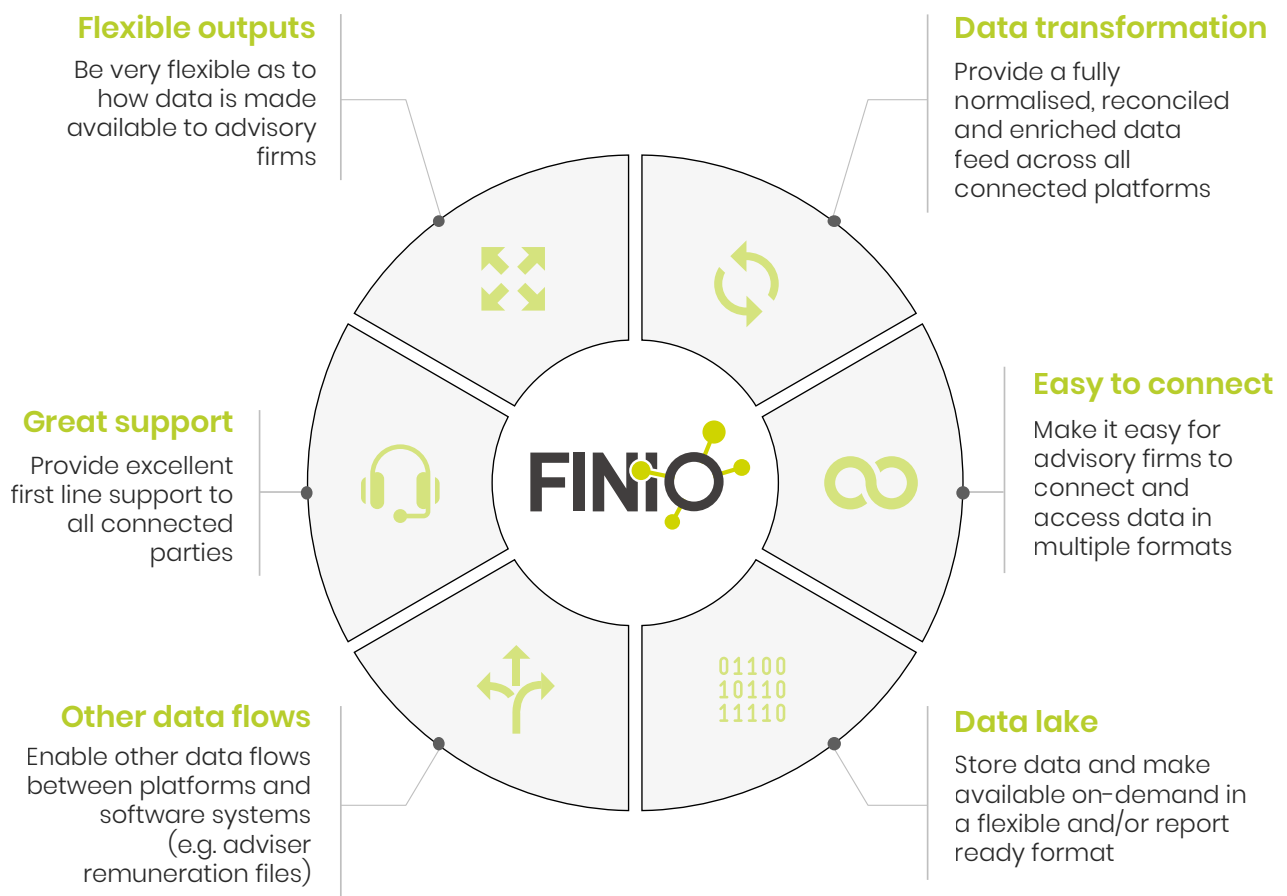 Flexible outputs
Be very flexible as to
how data is made
available to advisory
firms
Data transformation
Provide a fully
normalised, reconciled
and enriched data
feed across all
connected platforms
Great support
Provide excellent
first line support to
all connected
parties
FINIO
Easy to connect
Make it easy for
advisory firms to
connect and
access data in
multiple formats
01100
10110
11110
Other data flows
Enable other data flows
between platforms and
software systems
(e.g. adviser
remuneration files)
Data lake
Store data and make
available on-demand in
a flexible and/or report
ready format